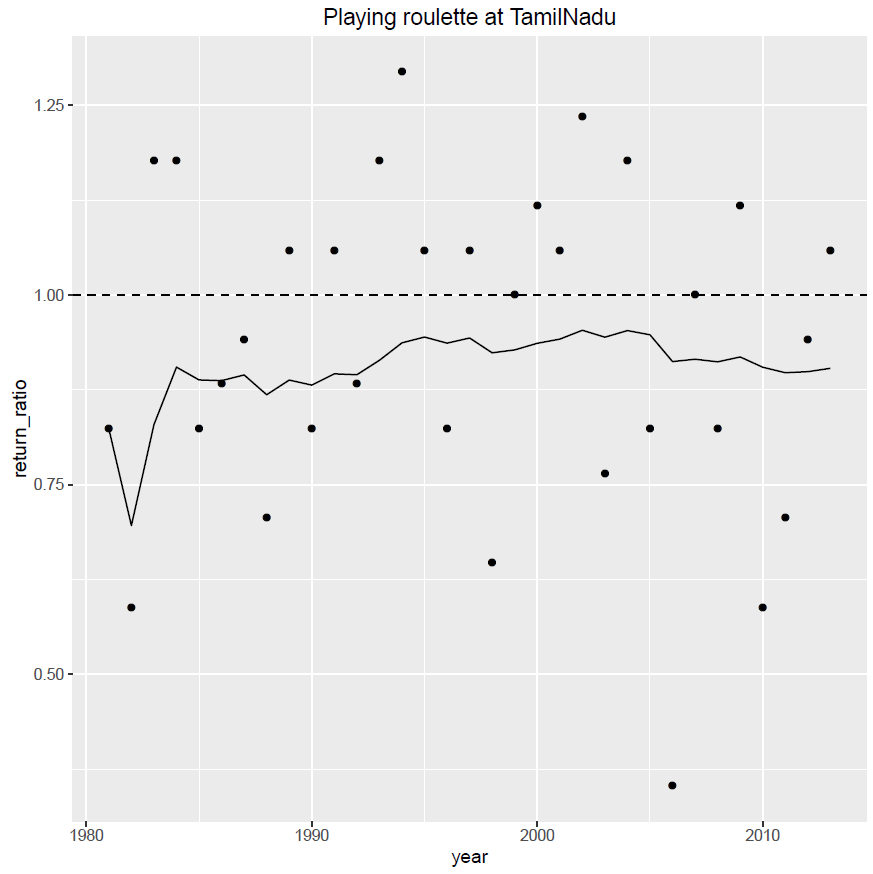 Playing roulette at TamilNadu
1.25
1.00
0.75
0.50
return_ratio
1980 1990 2000 2010
year